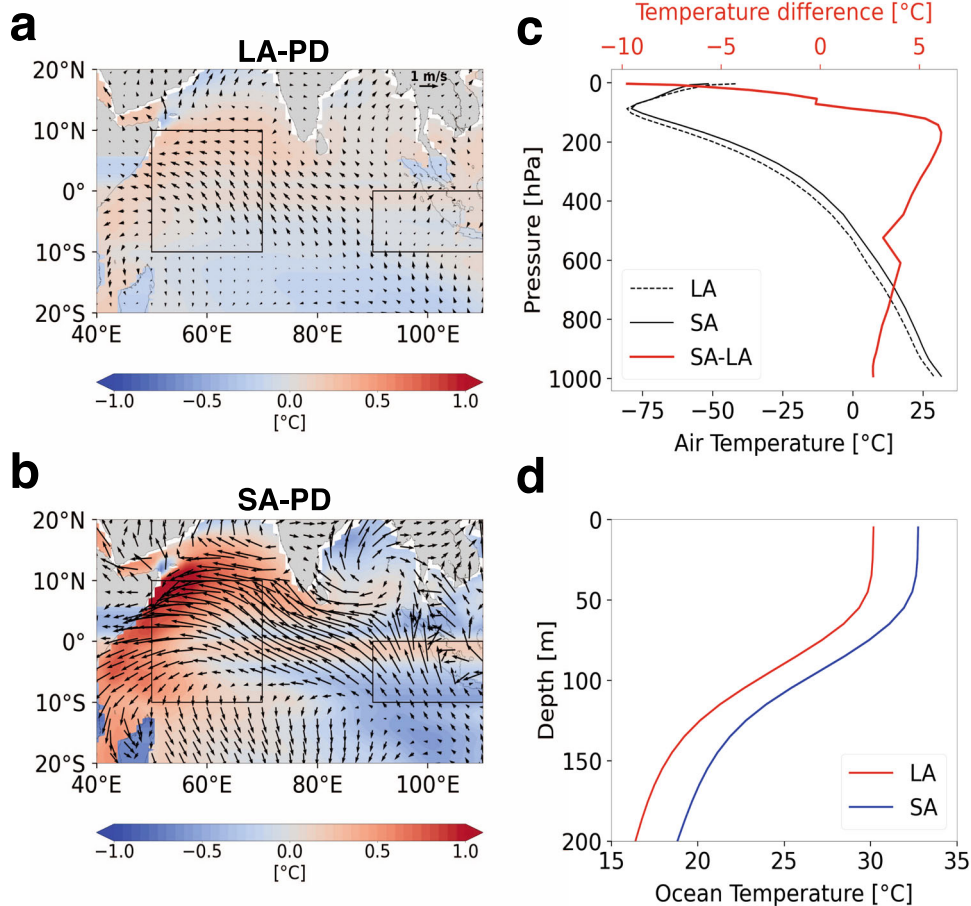 a
LA-PD
1 m/s
20°N
10°N
0°
10°S
20°S
40°E
60°E
80°E
100°E
−1.0
−0.5
0.0
0.5
1.0
[°C]
b
SA-PD
20°N
10°N
0°
10°S
20°S
40°E
60°E
80°E
100°E
−1.0
−0.5
0.0
0.5
1.0
[°C]
c
Temperature difference [°C]
−10
−5
0
5
Pressure [hPa]
0
200
400
600
800
1000
LA
SA
SA-LA
−75
−50
−25
0
25
Air Temperature [°C]
d
Depth [m]
0
50
100
150
200
LA
SA
15
20
25
30
35
Ocean Temperature [°C]